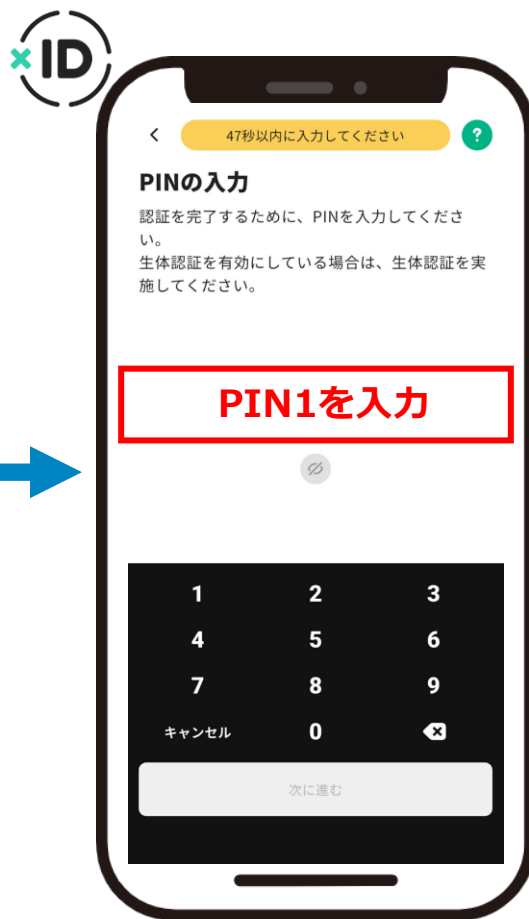 ×ID
47秒以内に入力してください
?
PINの入力
認証を完了するために、PINを入力してくださ
い。
生体認証を有効にしている場合は、生体認証を実
施してください。
PIN1を入力
1 2 3
4 5 6
7 8 9
キャンセル 0
次に進む